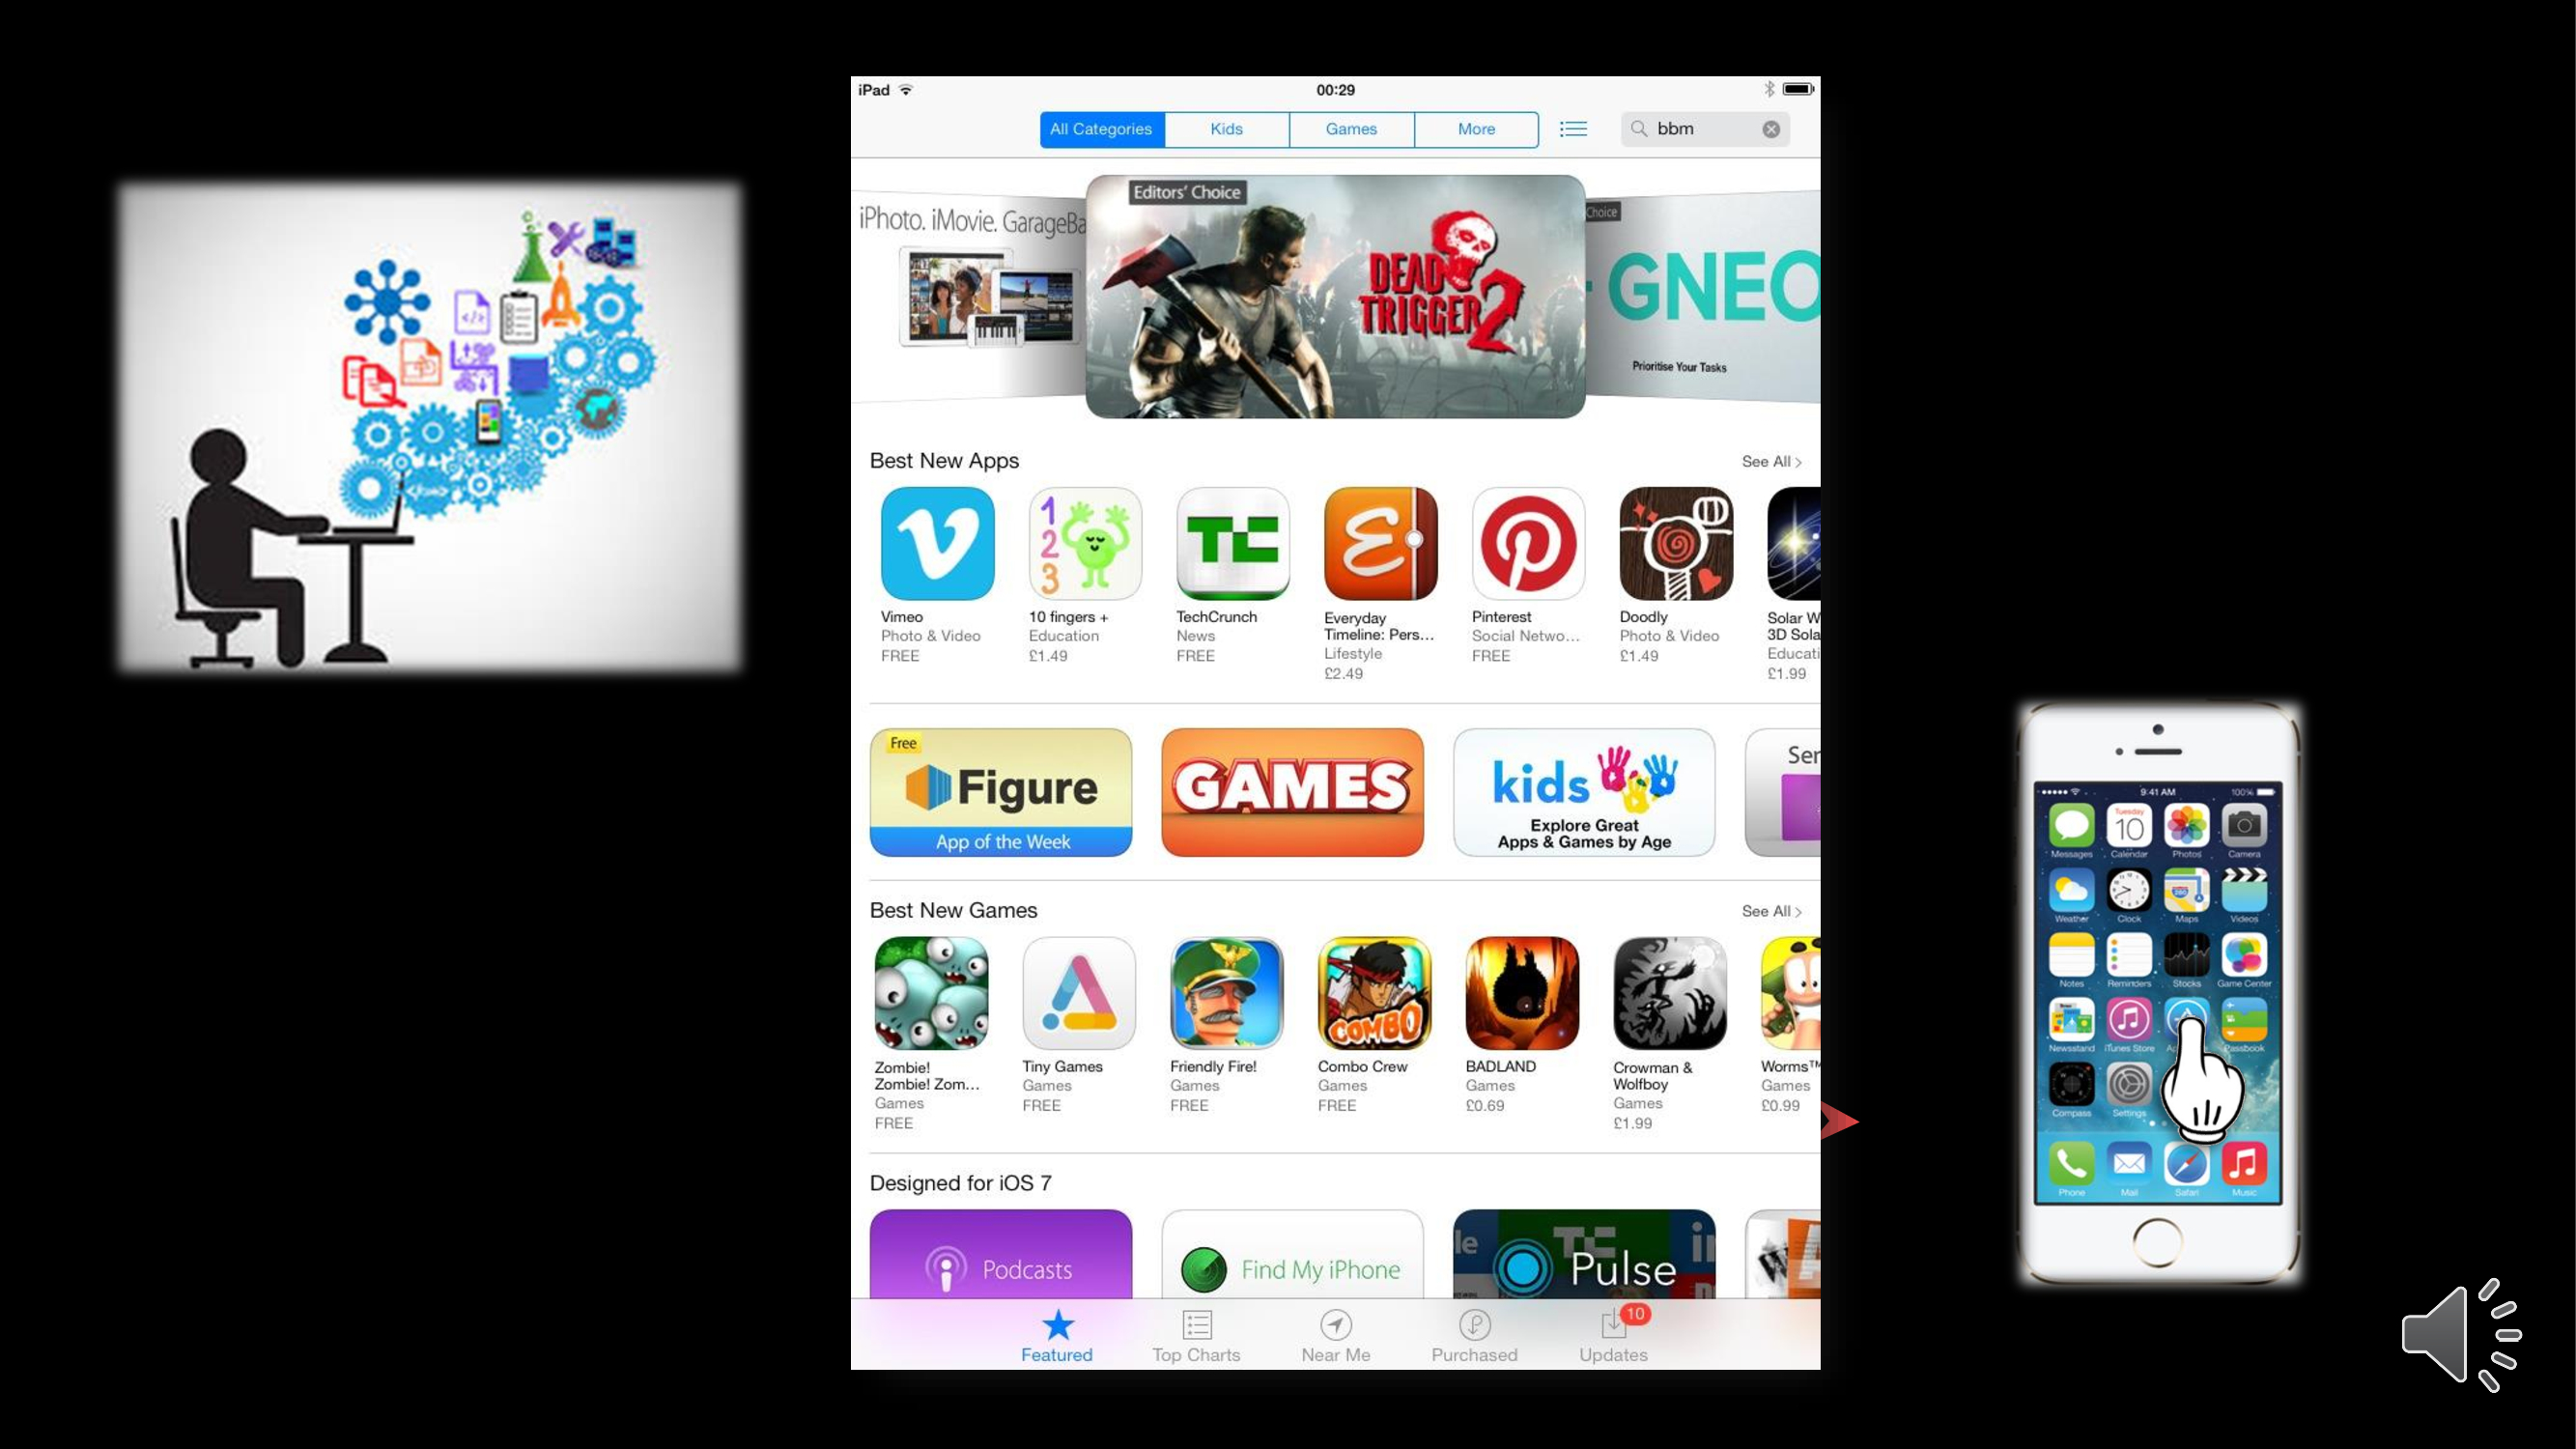 iPad
00:29
All Categories
Kids
Games
More
bbm
Editors' Choice
iPhoto. iMovie. GarageBa
DEAD
TRIGGER 2
Choice
GNEO
Prioritise Your Tasks
Best New Apps
See All >
1
2
3
TC
Vimeo
Photo & Video
FREE
10 fingers +
Education
£1.49
TechCrunch
News
FREE
Everyday
Timeline: Pers...
Lifestyle
£2.49
Pinterest
Social Netwo...
FREE
Doodly
Photo & Video
£1.49
Solar W
3D Sola
Educati
£1.99
Free
Figure
App of the Week
GAMES
kids
Explore Great
Apps & Games by Age
Ser
Best New Games
See All >
COMBO
Zombie!
Zombie! Zom...
Games
FREE
Tiny Games
Games
FREE
Friendly Fire!
Games
FREE
Combo Crew
Games
FREE
BADLAND
Games
£0.69
Crowman &
Wolfboy
Games
£1.99
Worms™
Games
£0.99
Designed for iOS 7
Podcasts
Find My iPhone
TC
Pulse
Featured
Top Charts
Near Me
Purchased
10
Updates
9:41 AM
100%
Tuesday
10
Messages
Calendar
Photos
Camera
Weather
Clock
Maps
Videos
Notes
Reminders
Stocks
Game Center
Newsstand
iTunes Store
Passbook
Compass
Settings
Phone
Mail
Safari
Music